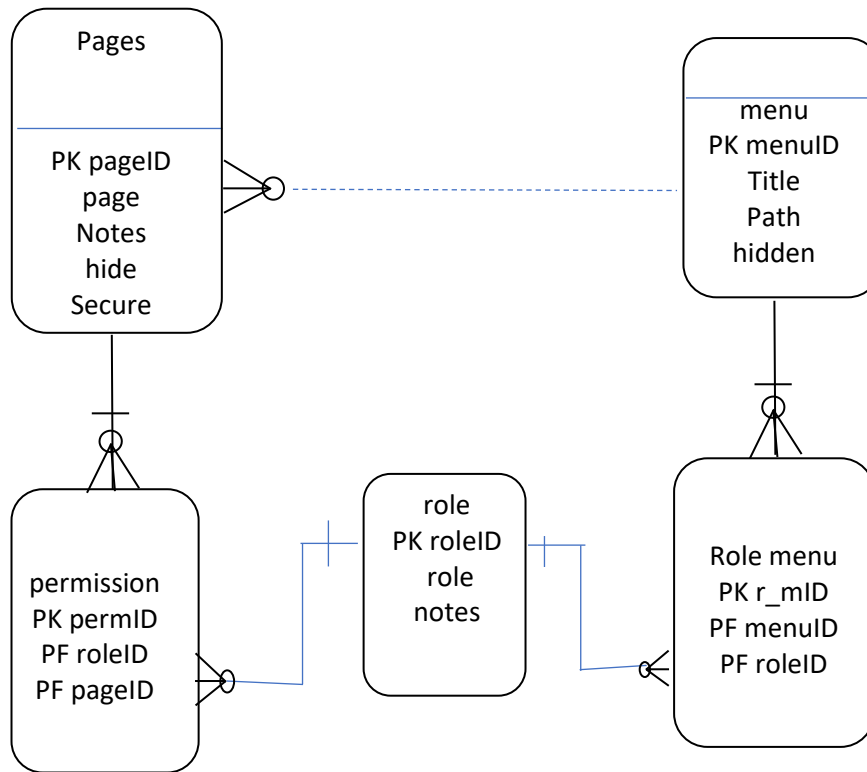 Pages
PK pageID
page
Notes
hide
Secure
menu
PK menuID
Title
Path
hidden
permission
PK permID
PF roleID
PF pageID
role
PK roleID
role
notes
Role menu
PK r_mID
PF menuID
PF roleID